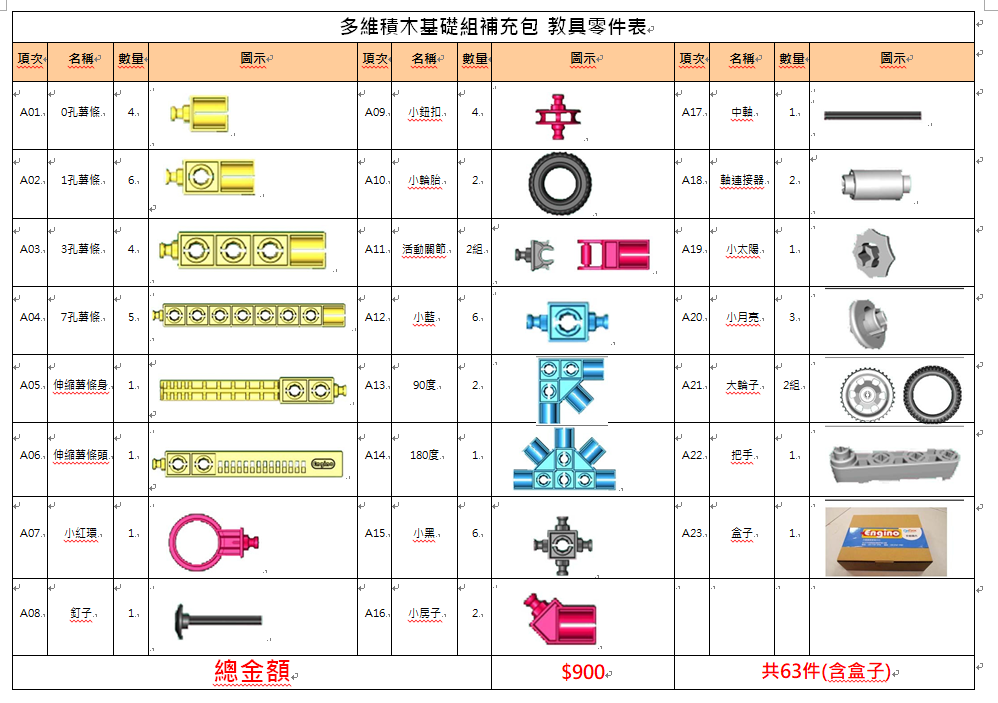 多維積木基礎組補充包 教具零件表
項次 名稱 數量 圖示 項次 名稱 數量 圖示 項次 名稱 數量 圖示
A01. 0孔薯條. 4. A09. 小鈕扣. 4. A17. 中軸. 1.
A02. 1孔薯條. 6. A10. 小輪胎. 2. A18. 軸連接器. 2.
A03. 3孔薯條. 4. A11. 活動關節. 2組. A19. 小太陽. 1.
A04. 7孔薯條. 5. A12. 小藍. 6. A20. 小月亮. 3.
A05. 伸縮薯條身. 1. A13. 90度. 2. A21. 大輪子. 2組.
A06. 伸縮薯條頭. 1. engino A14. 180度. 1. A22. 把手. 1.
A07. 小紅環. 1. A15. 小黑. 6. A23. 盒子. 1. engino
A08. 釘子. 1. A16. 小房子. 2.
總金額 $900 共63件(含盒子)